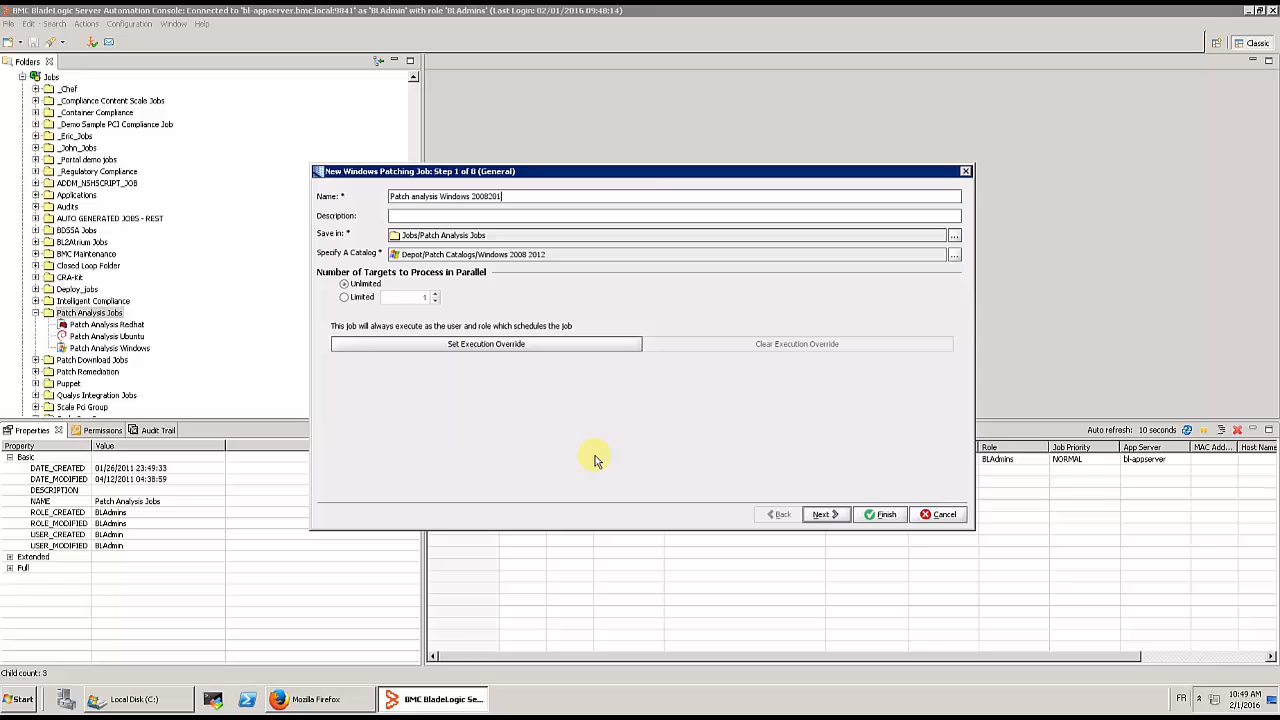 BMC BladeLogic Server Automation Console: Connected to 'bl-appserver.bmc.local:9841' as 'BLAdmin' with role 'BLAdmins' (Last Login: 02/01/2016 09:48:14)
File Edit Search Actions Configuration Window Help
Classic
Folders
Jobs
_Chef
_Compliance Content Scale Jobs
_Container Compliance
_Demo Sample PCI Compliance Job
_Eric_Jobs
_John_Jobs
_Portal demo jobs
_Regulatory Compliance
ADDM_NSHSCRIPT_JOB
Applications
Audits
AUTO GENERATED JOBS - REST
BDSSA Jobs
BL2Atrium Jobs
BMC Maintenance
Closed Loop Folder
CRA-Kit
Deploy_jobs
Intelligent Compliance
Patch Analysis Jobs
Patch Analysis Redhat
Patch Analysis Ubuntu
Patch Analysis Windows
Patch Download Jobs
Patch Remediation
Puppet
Qualys Integration Jobs
Scale Pci Group
New Windows Patching Job: Step 1 of 8 (General)
Name: * Patch analysis Windows 2008201
Description:
Save in: * Jobs/Patch Analysis Jobs ...
Specify A Catalog * Depot/Patch Catalogs/Windows 2008 2012 ...
Number of Targets to Process in Parallel
Unlimited
Limited 1
This job will always execute as the user and role which schedules the job
Set Execution Override Clear Execution Override
Back Next Finish Cancel
Properties Permissions Audit Trail
Property Value
Basic
DATE_CREATED 01/26/2011 23:49:33
DATE_MODIFIED 04/12/2011 04:38:59
DESCRIPTION
NAME Patch Analysis Jobs
ROLE_CREATED BLAdmins
ROLE_MODIFIED BLAdmins
USER_CREATED BLAdmin
USER_MODIFIED BLAdmin
Extended
Full
Auto refresh: 10 seconds
Role Job Priority App Server MAC Add... Host Name
BLAdmins NORMAL bl-appserver
Child count: 3
Start Local Disk (C:) Mozilla Firefox BMC BladeLogic Se... FR 10:49 AM
2/1/2016